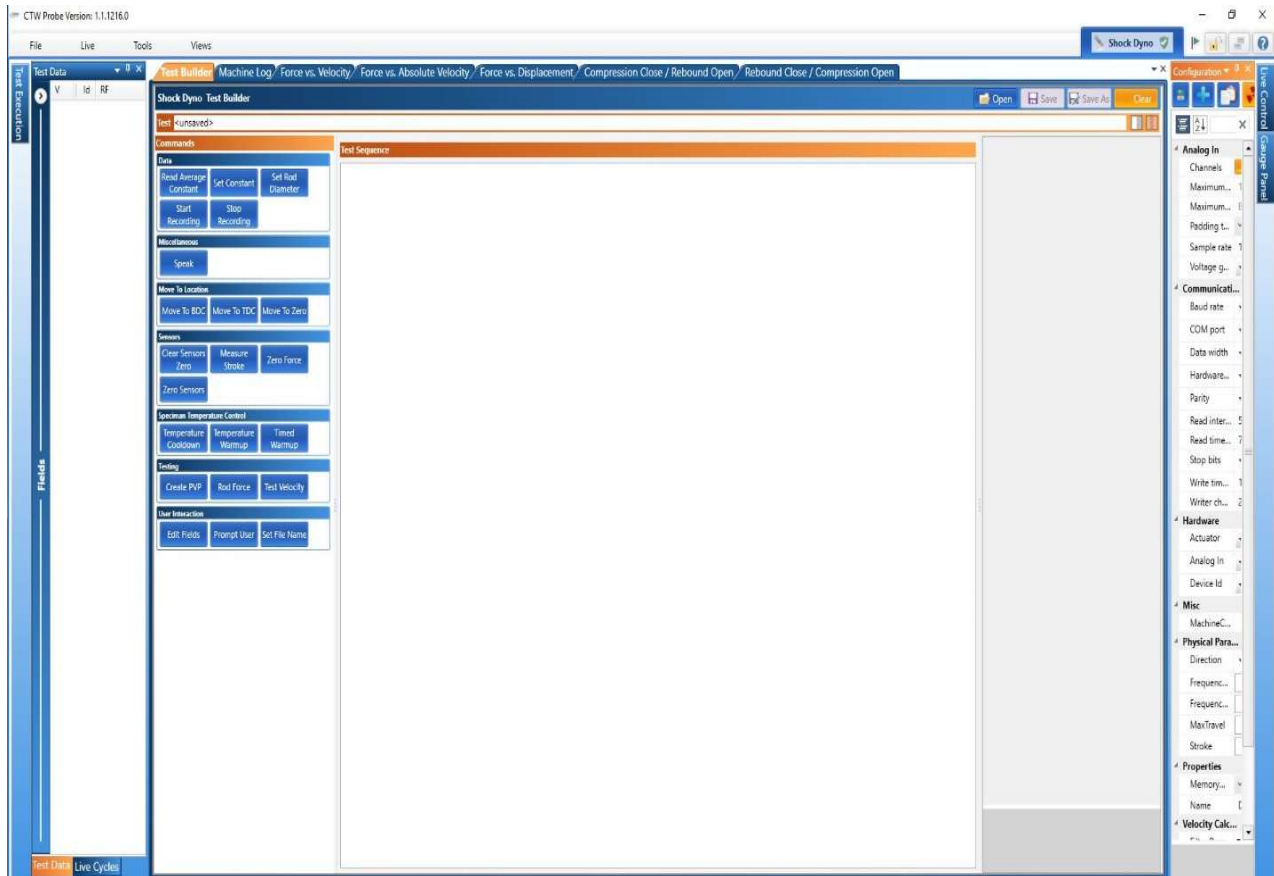 CTW Probe Version: 1.1.1216.0
File Live Tools Views
Shock Dyno
Test Execution
Test Data
V Id RF
Fields
Test Data Live Cycles
Test Builder Machine Log Force vs. Velocity Force vs. Absolute Velocity Force vs. Displacement Compression Close / Rebound Open Rebound Close / Compression Open
Shock Dyno Test Builder
Open Save Save As Clear
Test <unsaved>
Commands
Data
Read Average Constant
Set Constant
Set Rod Diameter
Start Recording
Stop Recording
Miscellaneous
Speak
Move To Location
Move To BDC Move To TDC Move To Zero
Sensors
Clear Sensors Zero
Measure Stroke
Zero Force
Zero Sensors
Speciman Temperature Control
Temperature Cooldown
Temperature Warmup
Timed Warmup
Testing
Create PVP Rod Force Test Velocity
User Interaction
Edit Fields Prompt User Set File Name
Test Sequence
Configuration
Analog In
Channels
Maximum...
Maximum...
Padding t...
Sample rate
Voltage g...
Communicati...
Baud rate
COM port
Data width
Hardware...
Parity
Read inter...
Read time...
Stop bits
Write tim...
Writer ch...
Hardware
Actuator
Analog In
Device Id
Misc
MachineC...
Physical Para...
Direction
Frequenc...
Frequenc...
MaxTravel
Stroke
Properties
Memory...
Name
Velocity Calc...
Live Control
Gauge Panel